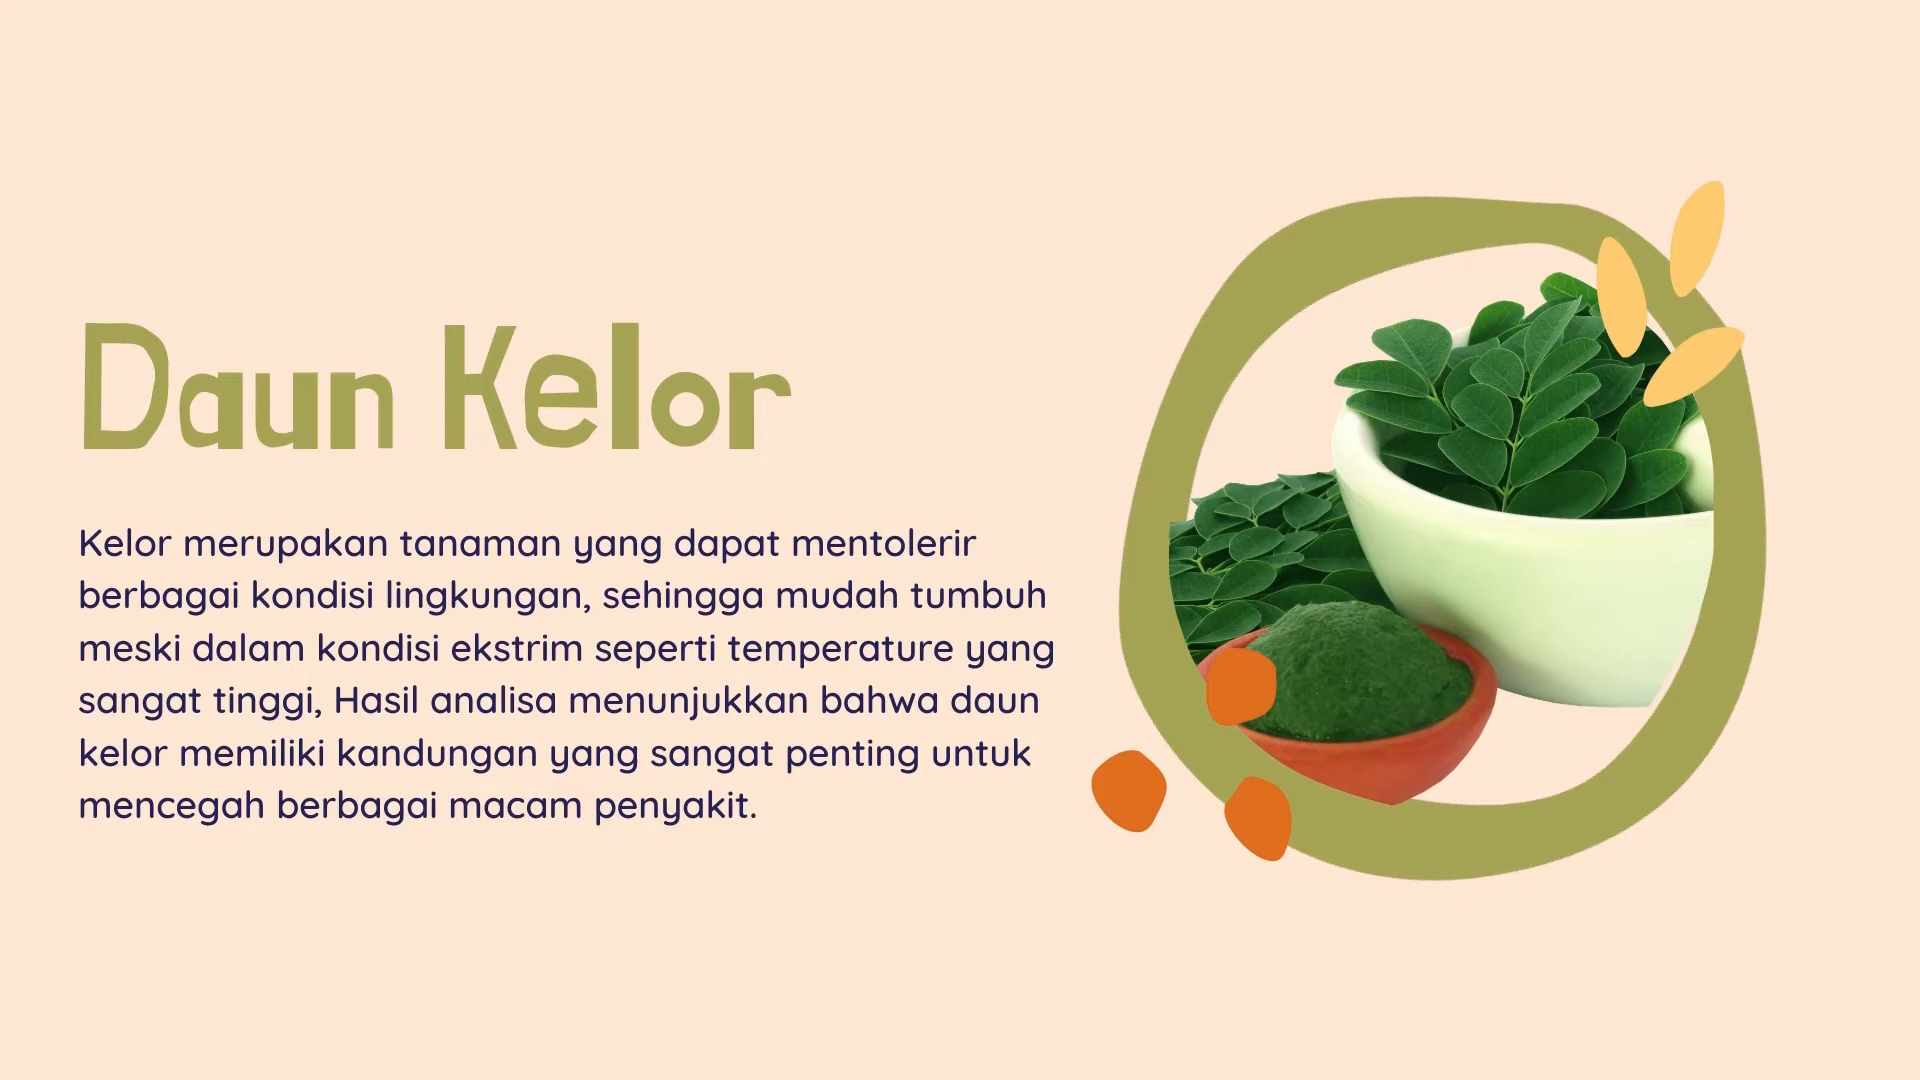 Daun Kelor
Kelor merupakan tanaman yang dapat mentolerir
berbagai kondisi lingkungan, sehingga mudah tumbuh
meski dalam kondisi ekstrim seperti temperature yang
sangat tinggi, Hasil analisa menunjukkan bahwa daun
kelor memiliki kandungan yang sangat penting untuk
mencegah berbagai macam penyakit.